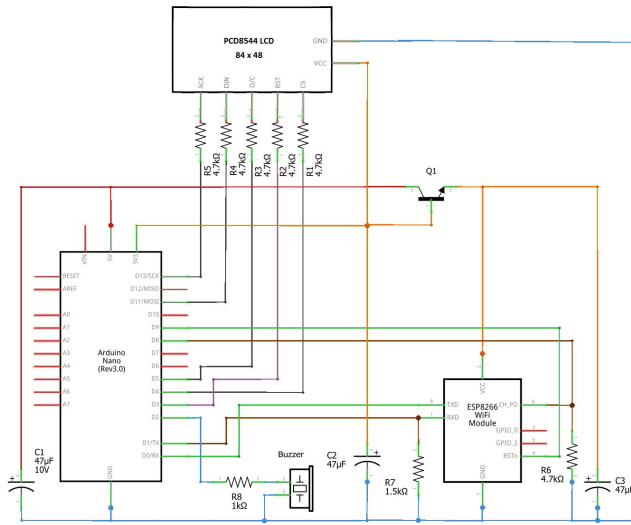 PCD8544 LCD
84 x 48
GND
VCC
SCK
DIN
D/C
RST
CS
R5
4.7kΩ
R4
4.7kΩ
R3
4.7kΩ
R2
4.7kΩ
R1
4.7kΩ
Q1
VIN
5V
3V3
RESET
AREF
A0
A1
A2
A3
A4
A5
A6
A7
Arduino
Nano
(Rev3.0)
D13/SCK
D12/MISO
D11/MOSI
D10
D9
D8
D7
D6
D5
D4
D3
D2
D1/TX
D0/RX
GND
VCC
TXD
RXD
ESP8266
WiFi
Module
CH_PD
GPIO_0
GPIO_2
RSTn
GND
C1
47µF
10V
R8
1kΩ
Buzzer
C2
47µF
R7
1.5kΩ
R6
4.7kΩ
C3